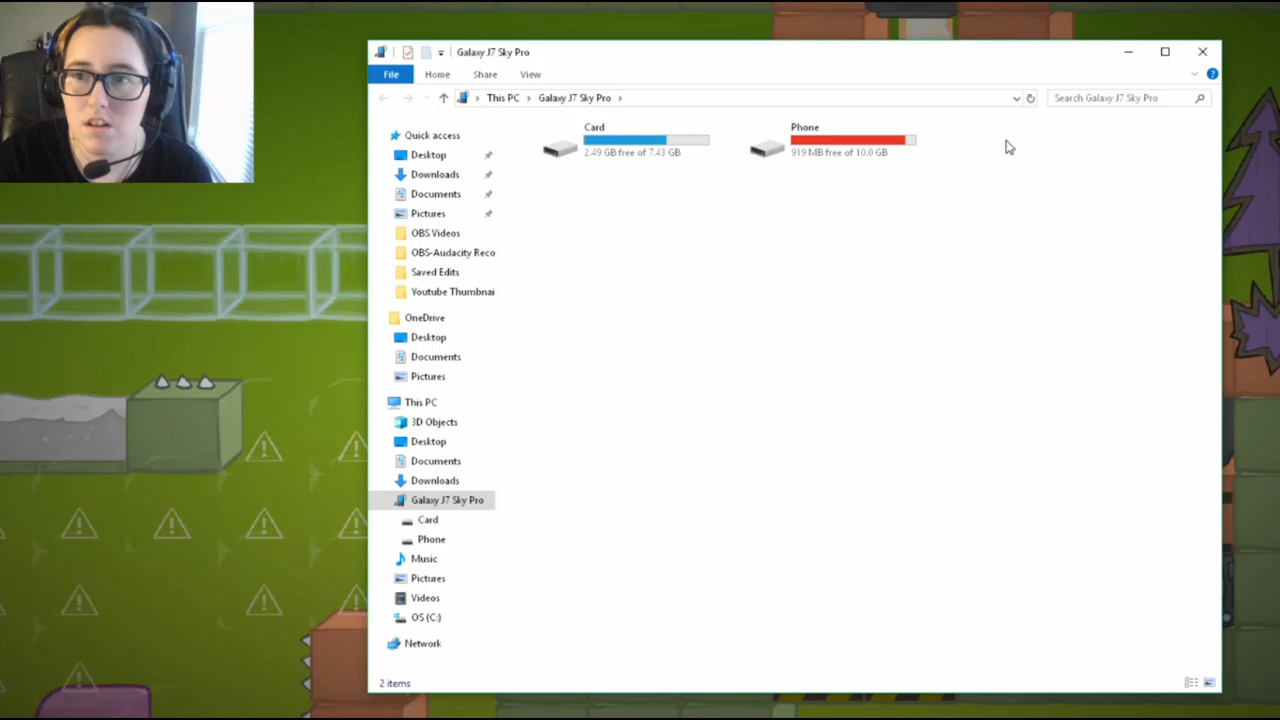 Galaxy J7 Sky Pro
File Home Share View
This PC Galaxy J7 Sky Pro
Search Galaxy J7 Sky Pro
Quick access
Desktop
Downloads
Documents
Pictures
OBS Videos
OBS-Audacity Reco
Saved Edits
Youtube Thumbnai
OneDrive
Desktop
Documents
Pictures
This PC
3D Objects
Desktop
Documents
Downloads
Galaxy J7 Sky Pro
Card
Phone
Music
Pictures
Videos
OS (C:)
Network
Card
2.49 GB free of 7.43 GB
Phone
919 MB free of 10.0 GB
2 items